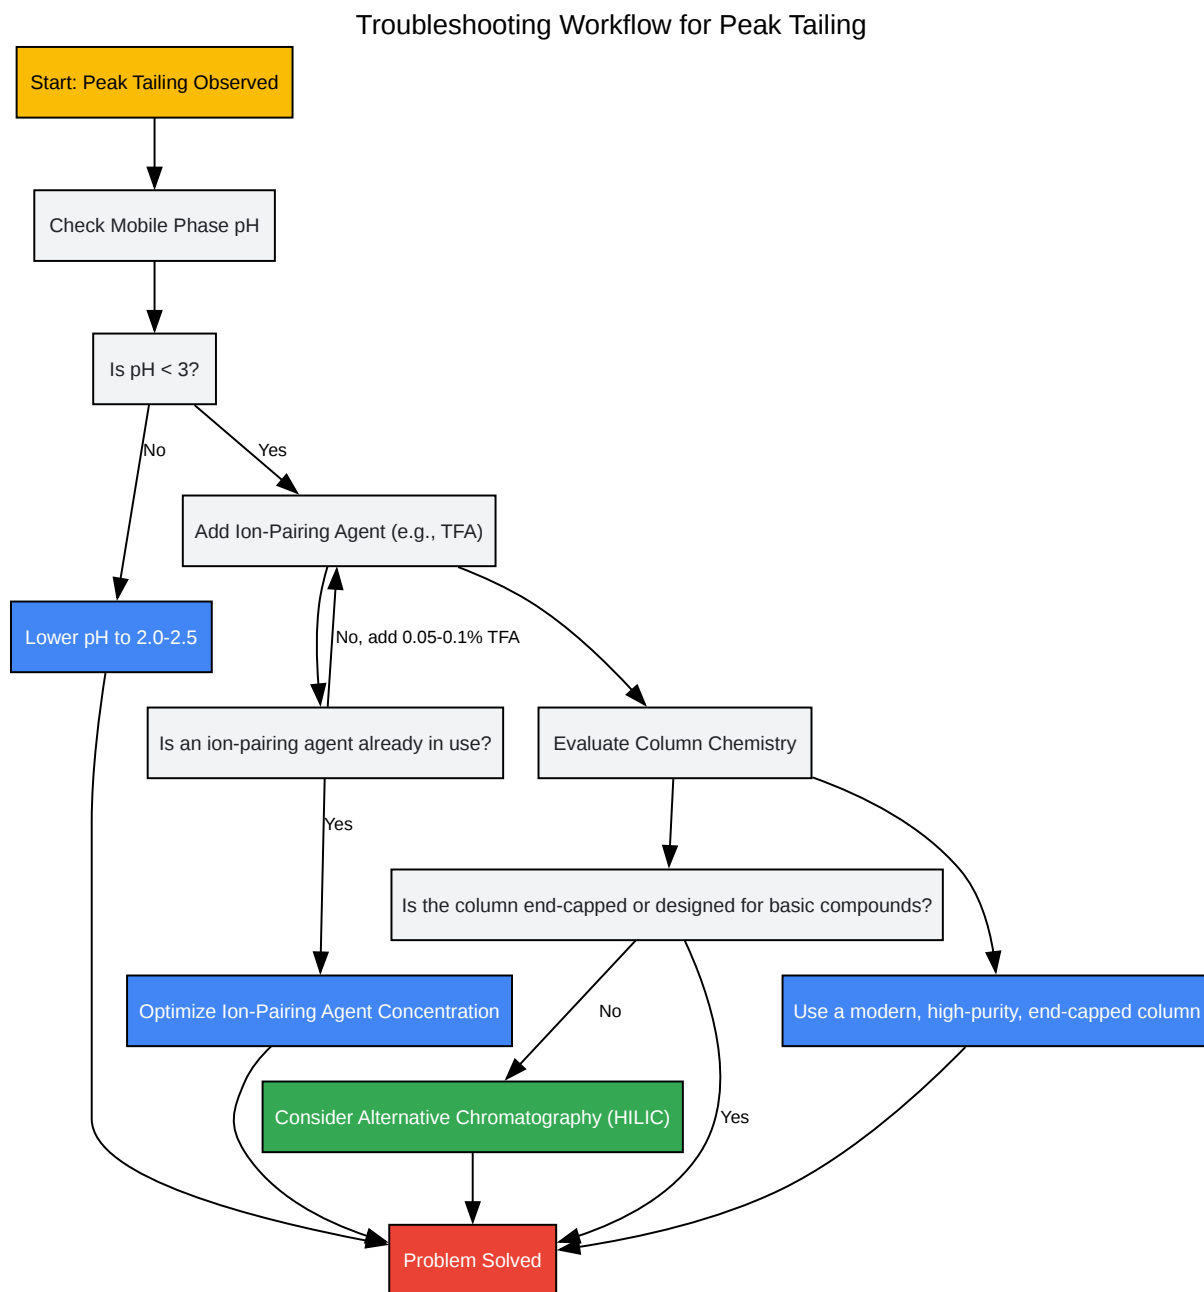 Troubleshooting Workflow for Peak Tailing
Start: Peak Tailing Observed
Check Mobile Phase pH
Is pH < 3?
No
Yes
Add Ion-Pairing Agent (e.g., TFA)
Lower pH to 2.0-2.5
No, add 0.05-0.1% TFA
Is an ion-pairing agent already in use?
Evaluate Column Chemistry
Yes
Is the column end-capped or designed for basic compounds?
Optimize Ion-Pairing Agent Concentration
No
Use a modern, high-purity, end-capped column
Consider Alternative Chromatography (HILIC)
Yes
Problem Solved